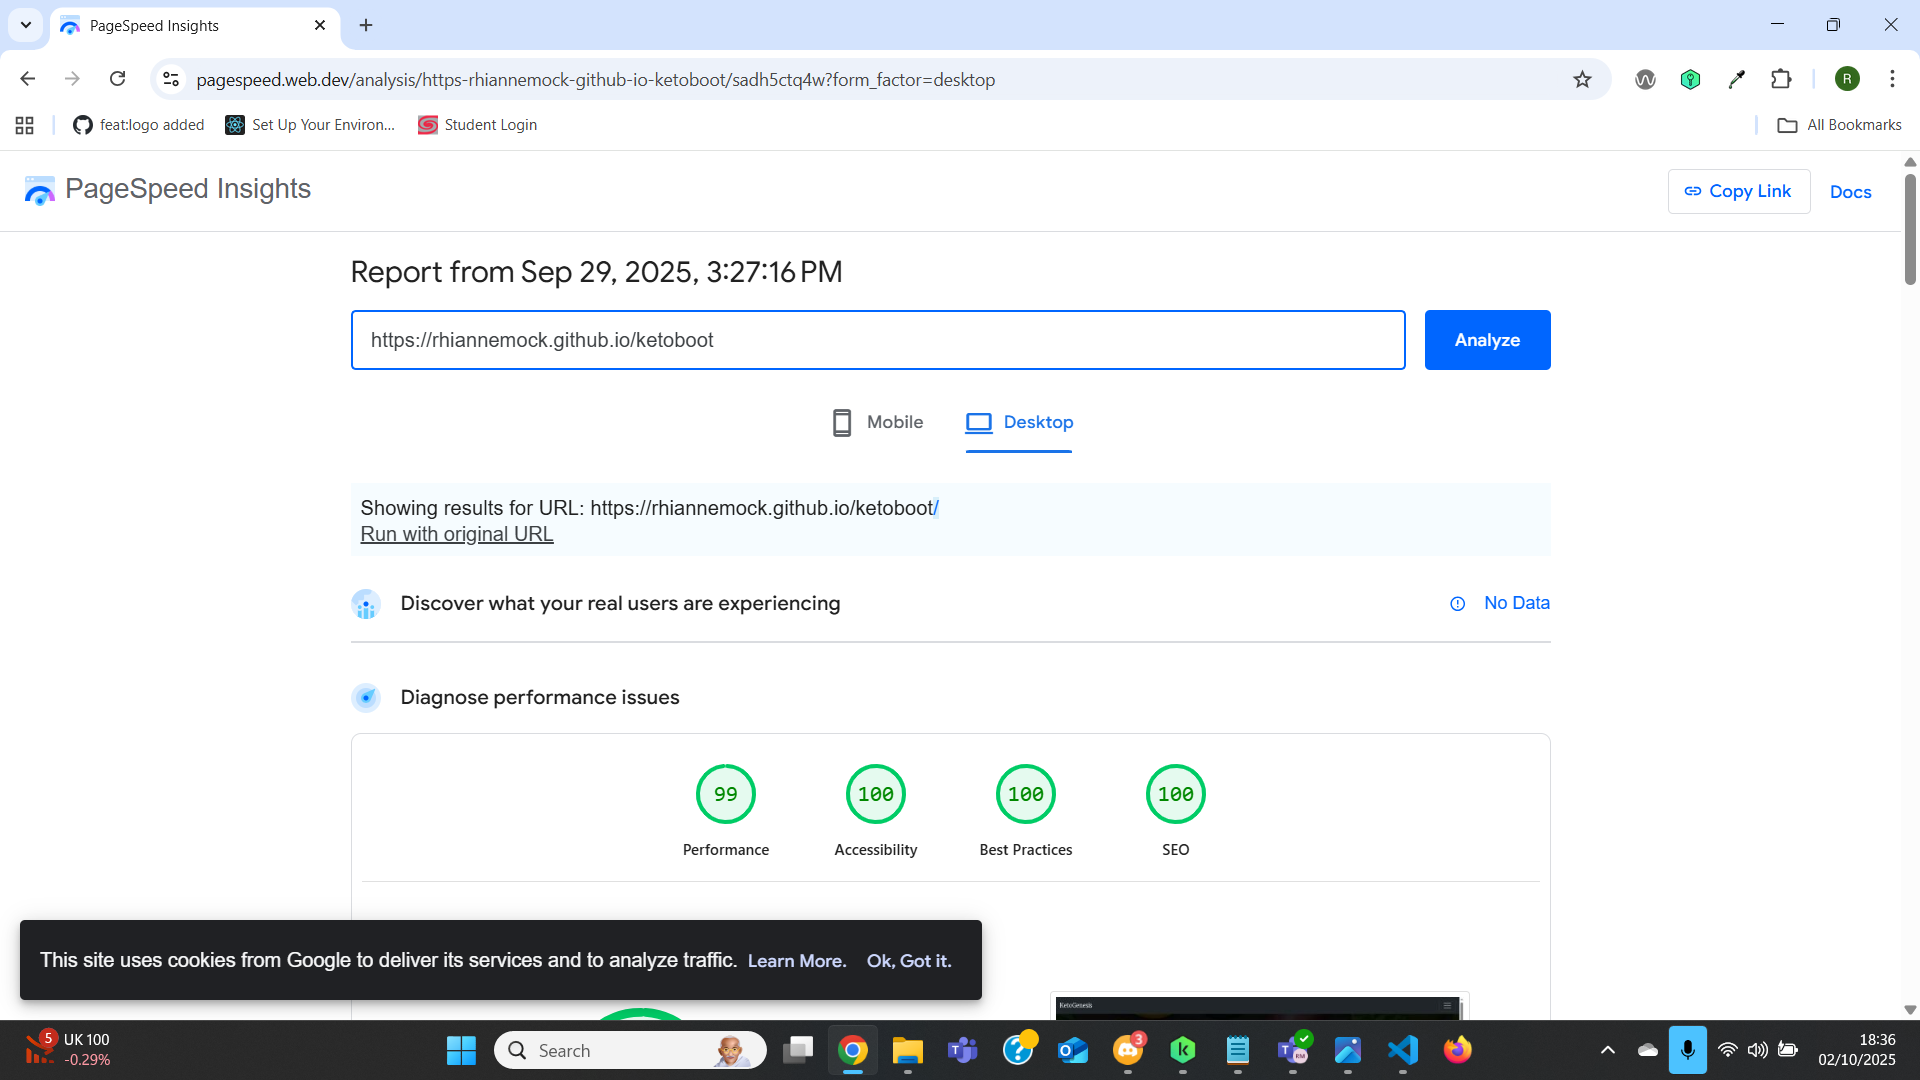 PageSpeed Insights
pagespeed.web.dev/analysis/https-rhiannemock-github-io-ketoboot/sadh5ctq4w?form_factor=desktop
R
feat:logo added
Set Up Your Environ...
Student Login
All Bookmarks
PageSpeed Insights
Copy Link
Docs
Report from Sep 29, 2025, 3:27:16 PM
https://rhiannemock.github.io/ketoboot
Analyze
Mobile
Desktop
Showing results for URL: https://rhiannemock.github.io/ketoboot/
Run with original URL
Discover what your real users are experiencing
No Data
Diagnose performance issues
99
100
100
100
Performance
Accessibility
Best Practices
SEO
This site uses cookies from Google to deliver its services and to analyze traffic. Learn More. Ok, Got it.
KetoGenesis
5
UK 100
-0.29%
Search
3
RM
18:36
02/10/2025